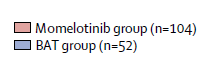 Momelotinib group (n=104)
BAT group (n=52)